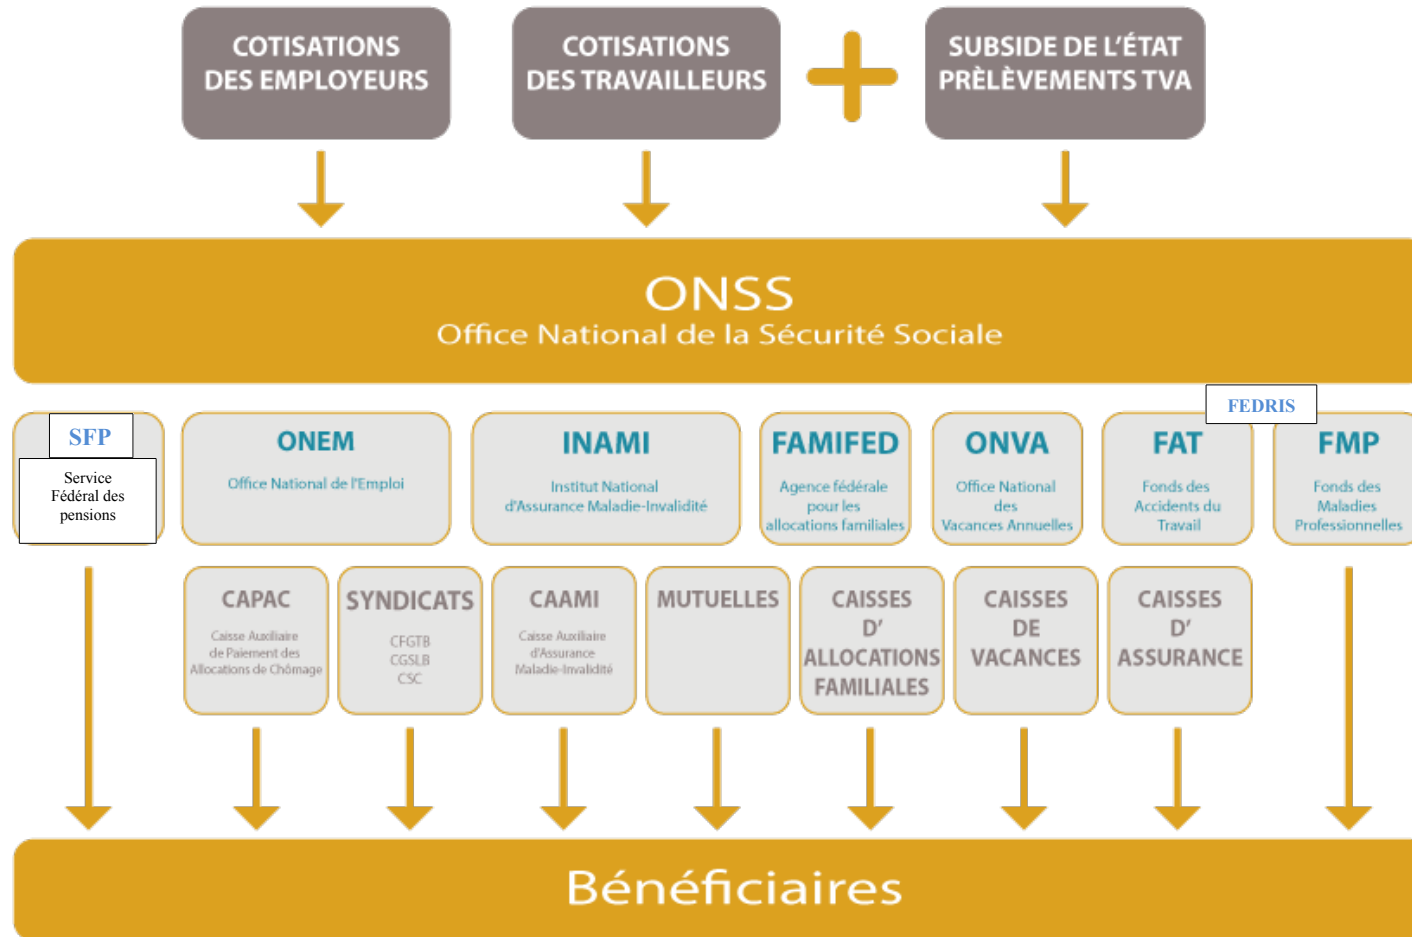 COTISATIONS
DES EMPLOYEURS
COTISATIONS
DES TRAVAILLEURS
SUBSIDE DE L'ÉTAT
PRÈLÈVEMENTS TVA
ONSS
Office National de la Sécurité Sociale
FEDRIS
SFP
Service
Fédéral des
pensions
ONEM
Office National de l'Emploi
INAMI
Institut National
d'Assurance Maladie-Invalidité
FAMIFED
Agence fédérale
pour les
allocations familiales
ONVA
Office National
des
Vacances Annuelles
FAT
Fonds des
Accidents du
Travail
FMP
Fonds des
Maladies
Professionnelles
CAPAC
Caisse Auxiliaire
de Paiement des
Allocations de Chômage
SYNDICATS
CFGTB
CGSLB
CSC
CAAMI
Caisse Auxiliaire
d'Assurance
Maladie-Invalidité
MUTUELLES
CAISSES
D'
ALLOCATIONS
FAMILIALES
CAISSES
DE
VACANCES
CAISSES
D'
ASSURANCE
Bénéficiaires